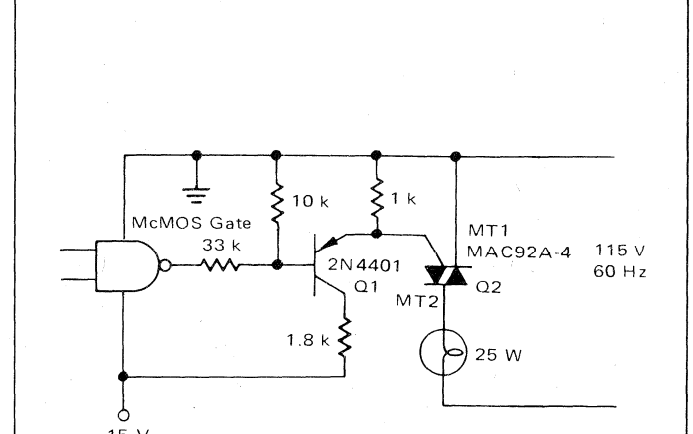 10 k
1 k
McMOS Gate
33 k
2N4401
Q1
MT1
MAC92A-4
115 V
60 Hz
MT2
Q2
1.8 k
25 W